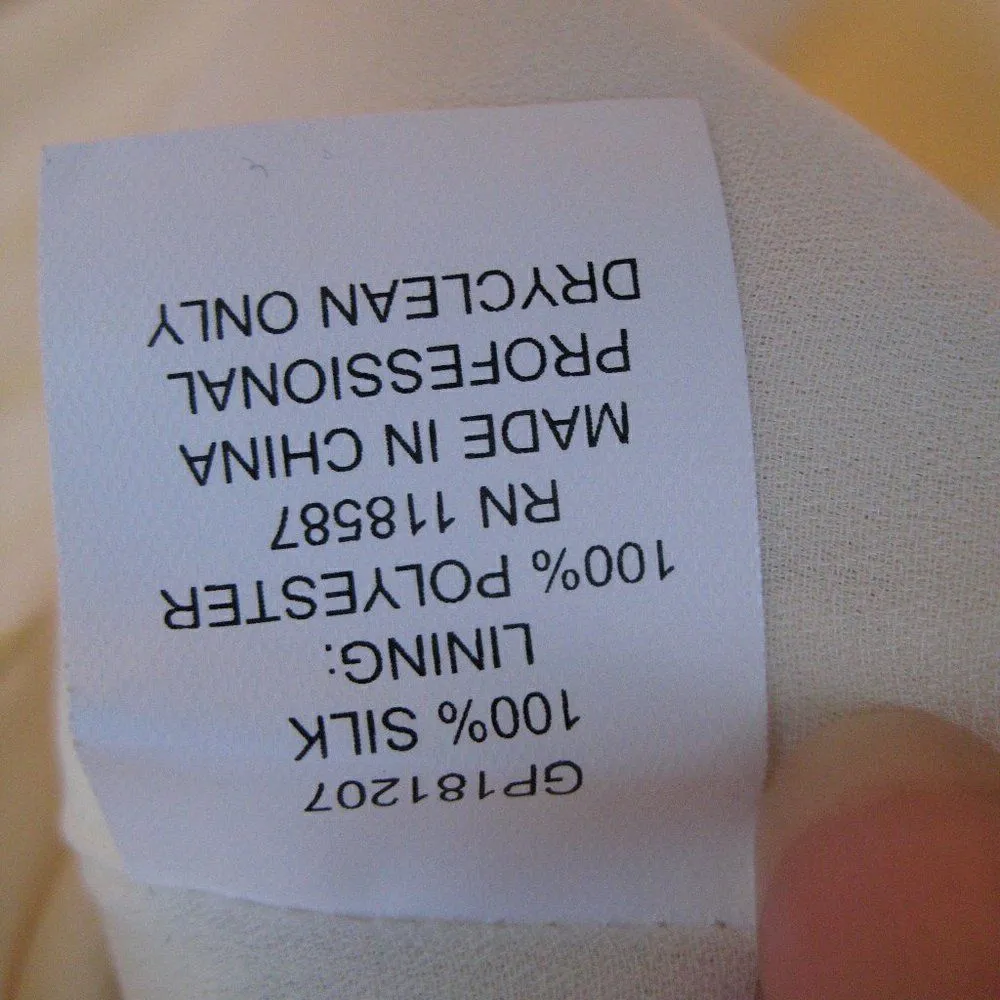 GP181207
100% SILK
LINING:
100% POLYESTER
RN 118587
MADE IN CHINA
PROFESSIONAL
DRYCLEAN ONLY